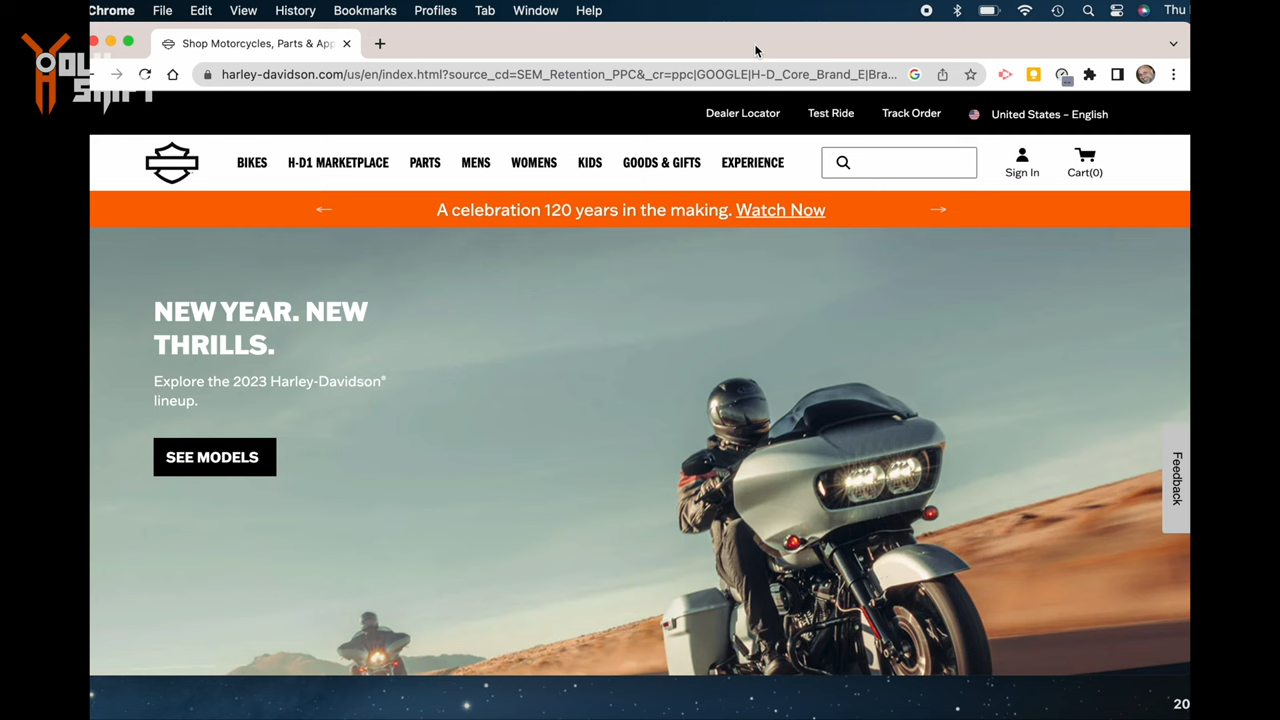 Chrome File Edit View History Bookmarks Profiles Tab Window Help Thu
Shop Motorcycles, Parts & App
harley-davidson.com/us/en/index.html?source_cd=SEM_Retention_PPC&_cr=ppc|GOOGLE|H-D_Core_Brand_E|Bra...
Dealer Locator Test Ride Track Order United States – English
BIKES H-D1 MARKETPLACE PARTS MENS WOMENS KIDS GOODS & GIFTS EXPERIENCE Sign In Cart(0)
A celebration 120 years in the making. Watch Now
NEW YEAR. NEW
THRILLS.
Explore the 2023 Harley-Davidson®
lineup.
SEE MODELS
Feedback
20